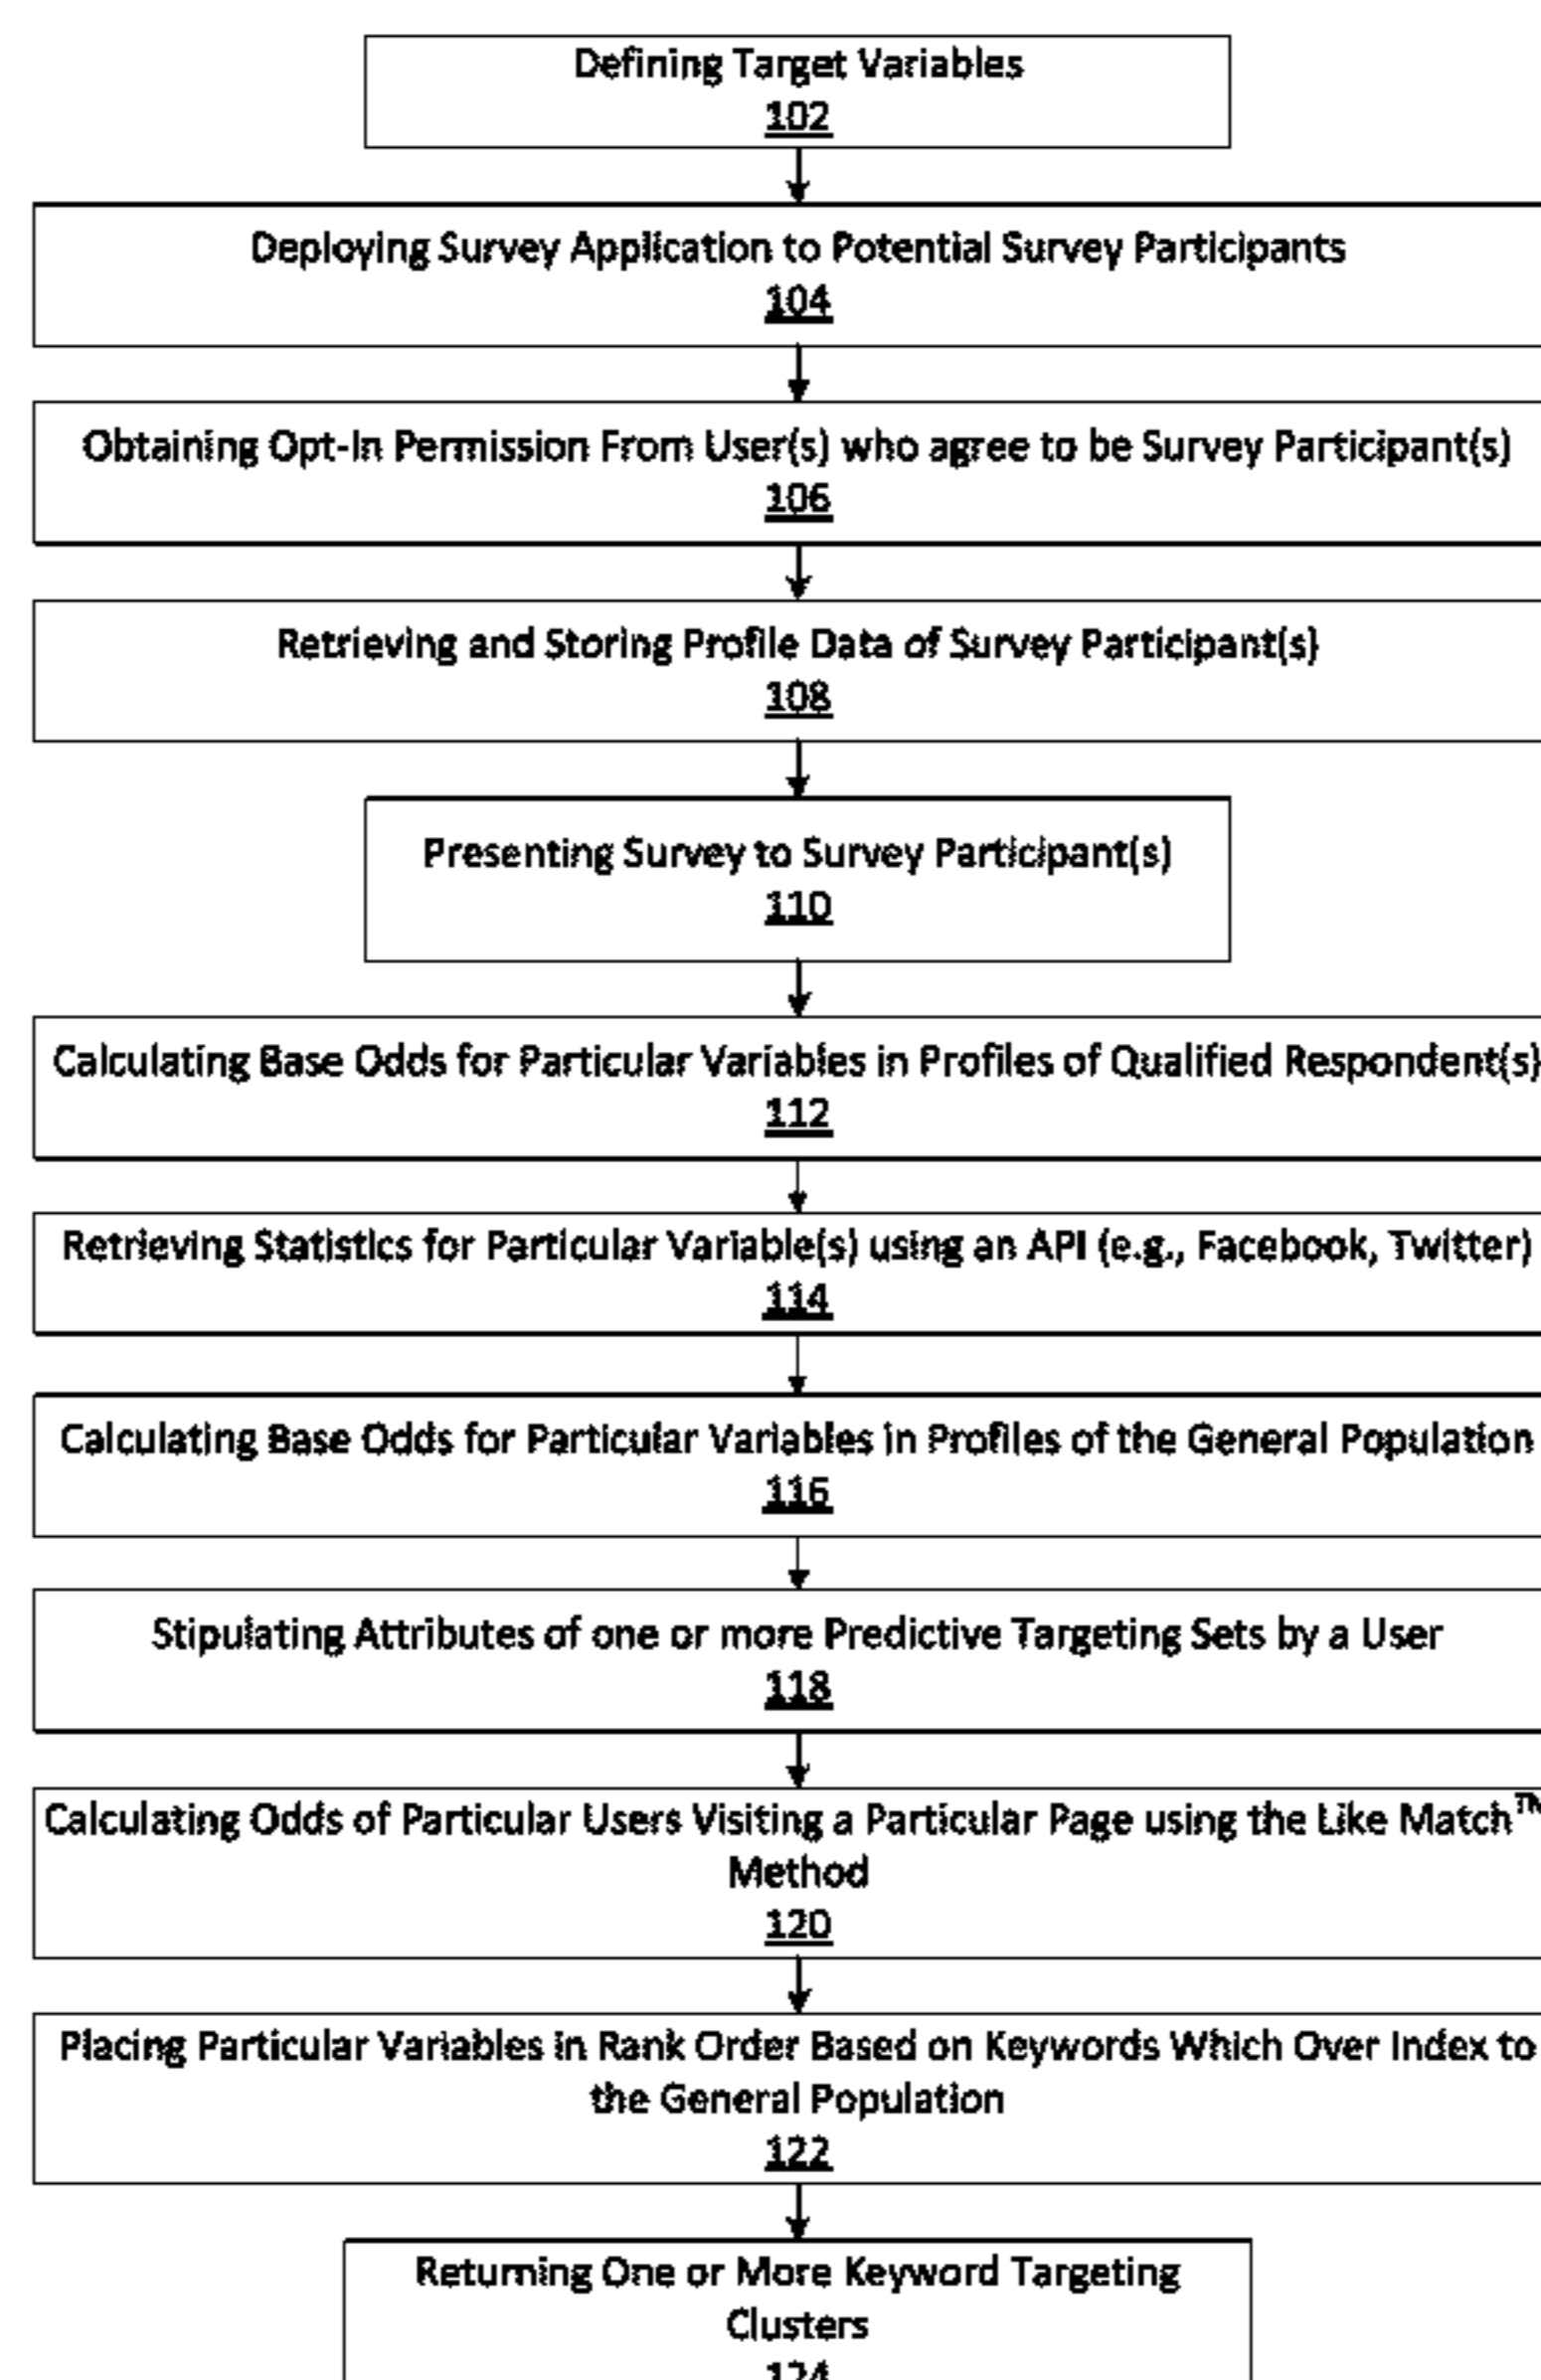 Defining Target Variables
102
Deploying Survey Application to Potential Survey Participants
104
Obtaining Opt-In Permission From User(s) who agree to be Survey Participant(s)
106
Retrieving and Storing Profile Data of Survey Participant(s)
108
Presenting Survey to Survey Participant(s)
110
Calculating Base Odds for Particular Variables in Profiles of Qualified Respondent(s)
112
Retrieving Statistics for Particular Variable(s) using an API (e.g., Facebook, Twitter)
114
Calculating Base Odds for Particular Variables in Profiles of the General Population
116
Stipulating Attributes of one or more Predictive Targeting Sets by a User
118
Calculating Odds of Particular Users Visiting a Particular Page using the Like Match™
Method
120
Placing Particular Variables in Rank Order Based on Keywords Which Over Index to
the General Population
122
Returning One or More Keyword Targeting
Clusters
124